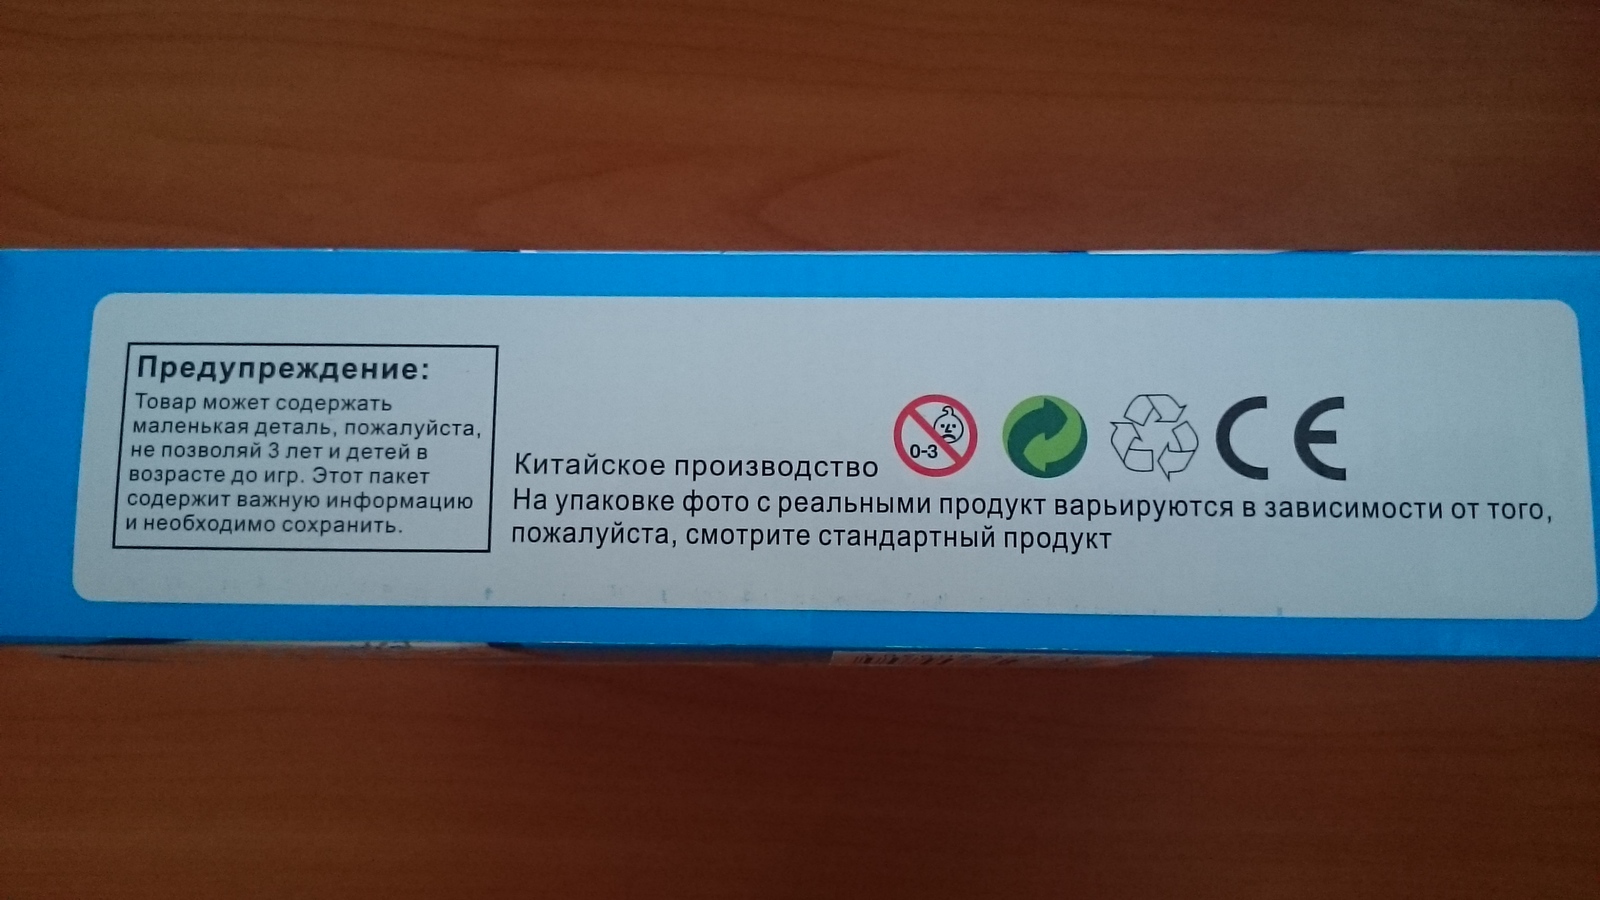 Предупреждение:
Товар может содержать
маленькая деталь, пожалуйста,
не позволяй 3 лет и детей в
возрасте до игр. Этот пакет
содержит важную информацию
и необходимо сохранить.
Китайское производство
0-3
CE
На упаковке фото с реальными продукт варьируются в зависимости от того,
пожалуйста, смотрите стандартный продукт